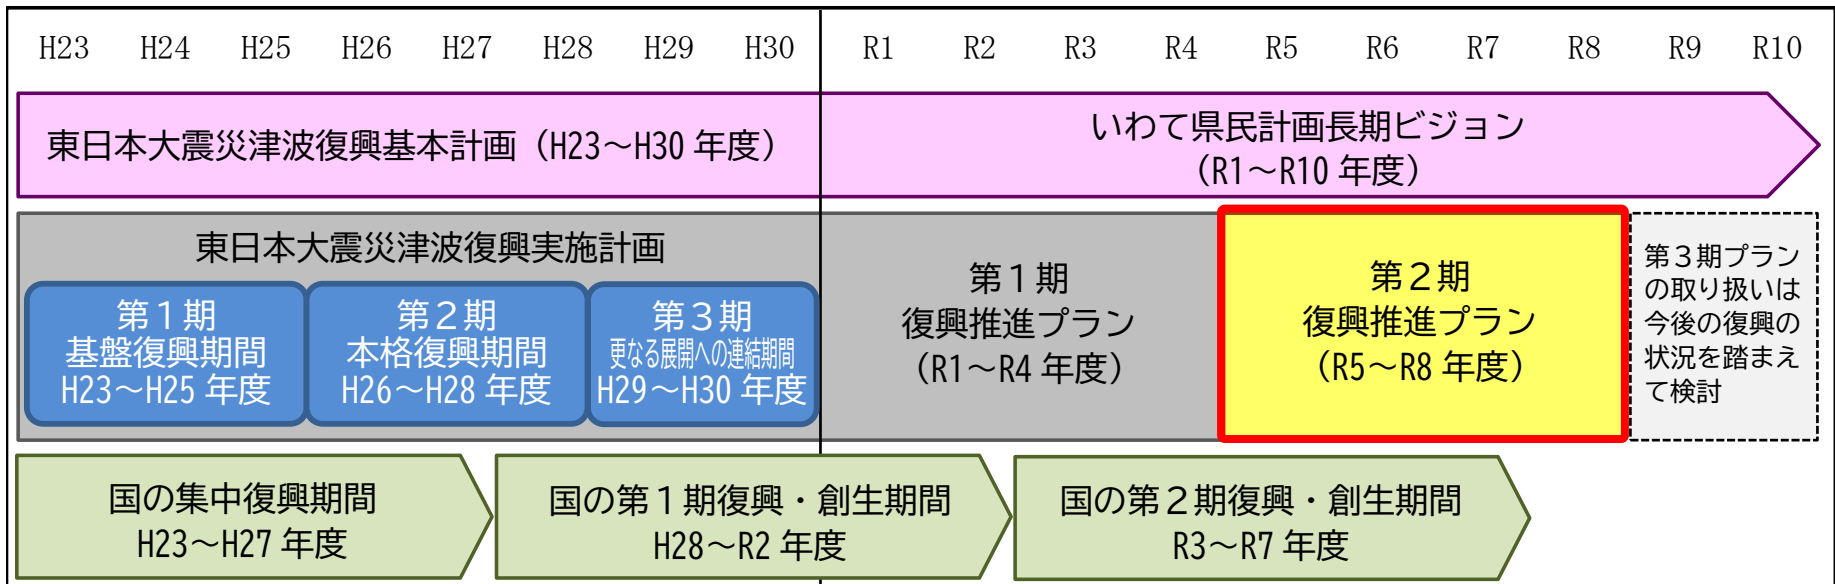 H23 H24 H25 H26 H27 H28 H29 H30 R1 R2 R3 R4 R5 R6 R7 R8 R9 R10
東日本大震災津波復興基本計画（H23～H30 年度）
いわて県民計画長期ビジョン
（R1～R10 年度）
東日本大震災津波復興実施計画
第１期
基盤復興期間
H23～H25 年度
第２期
本格復興期間
H26～H28 年度
第３期
更なる展開への連結期間
H29～H30 年度
第１期
復興推進プラン
（R1～R4 年度）
第２期
復興推進プラン
（R5～R8 年度）
第３期プラン
の取り扱いは
今後の復興の
状況を踏まえ
て検討
国の集中復興期間
H23～H27 年度
国の第１期復興・創生期間
H28～R2 年度
国の第２期復興・創生期間
R3～R7 年度